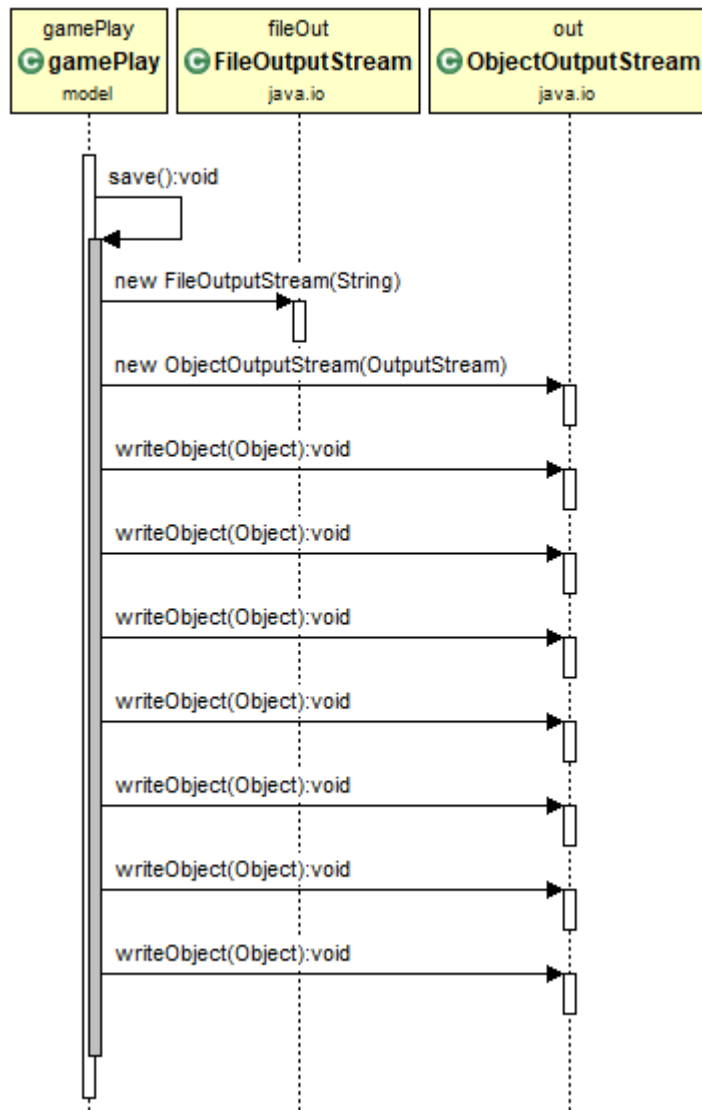 gamePlay
fileOut
out
C gamePlay
C FileOutputStream
C ObjectOutputStream
model
java.io
java.io
save():void
new FileOutputStream(String)
new ObjectOutputStream(OutputStream)
writeObject(Object):void
writeObject(Object):void
writeObject(Object):void
writeObject(Object):void
writeObject(Object):void
writeObject(Object):void
writeObject(Object):void